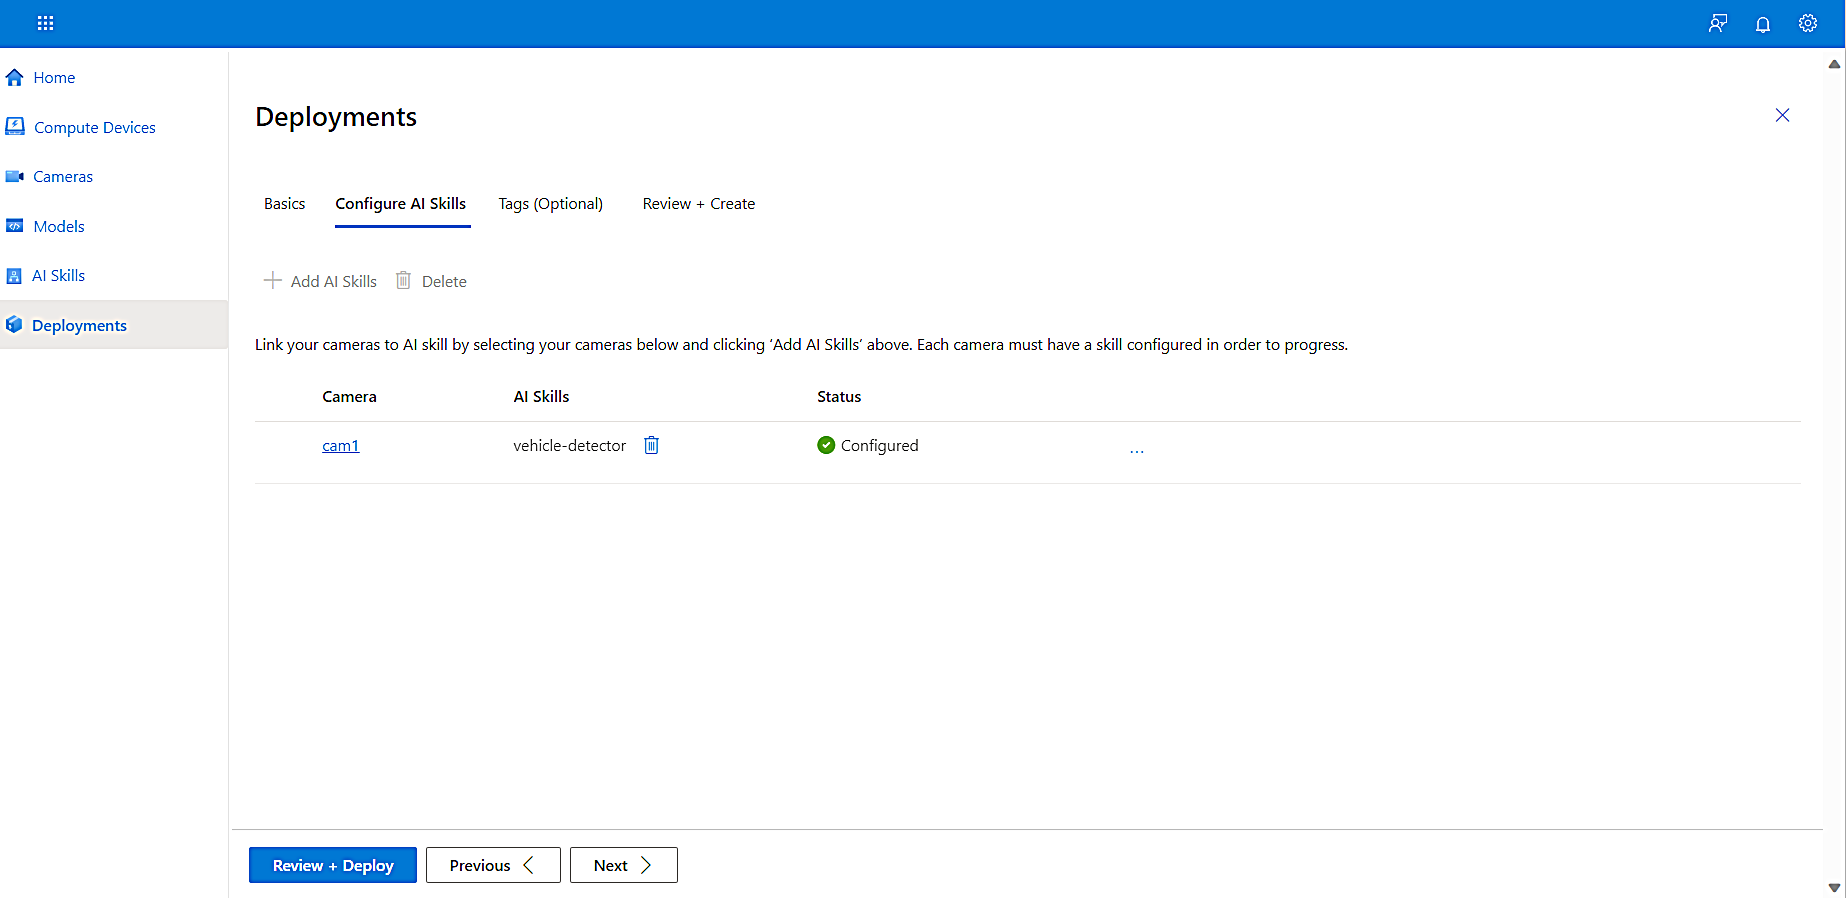 Home
Compute Devices
Cameras
Models
AI Skills
Deployments
Deployments
Basics Configure AI Skills Tags (Optional) Review + Create
Add AI Skills Delete
Link your cameras to AI skill by selecting your cameras below and clicking ‘Add AI Skills’ above. Each camera must have a skill configured in order to progress.
Camera AI Skills Status
cam1 vehicle-detector Configured ...
Review + Deploy Previous Next